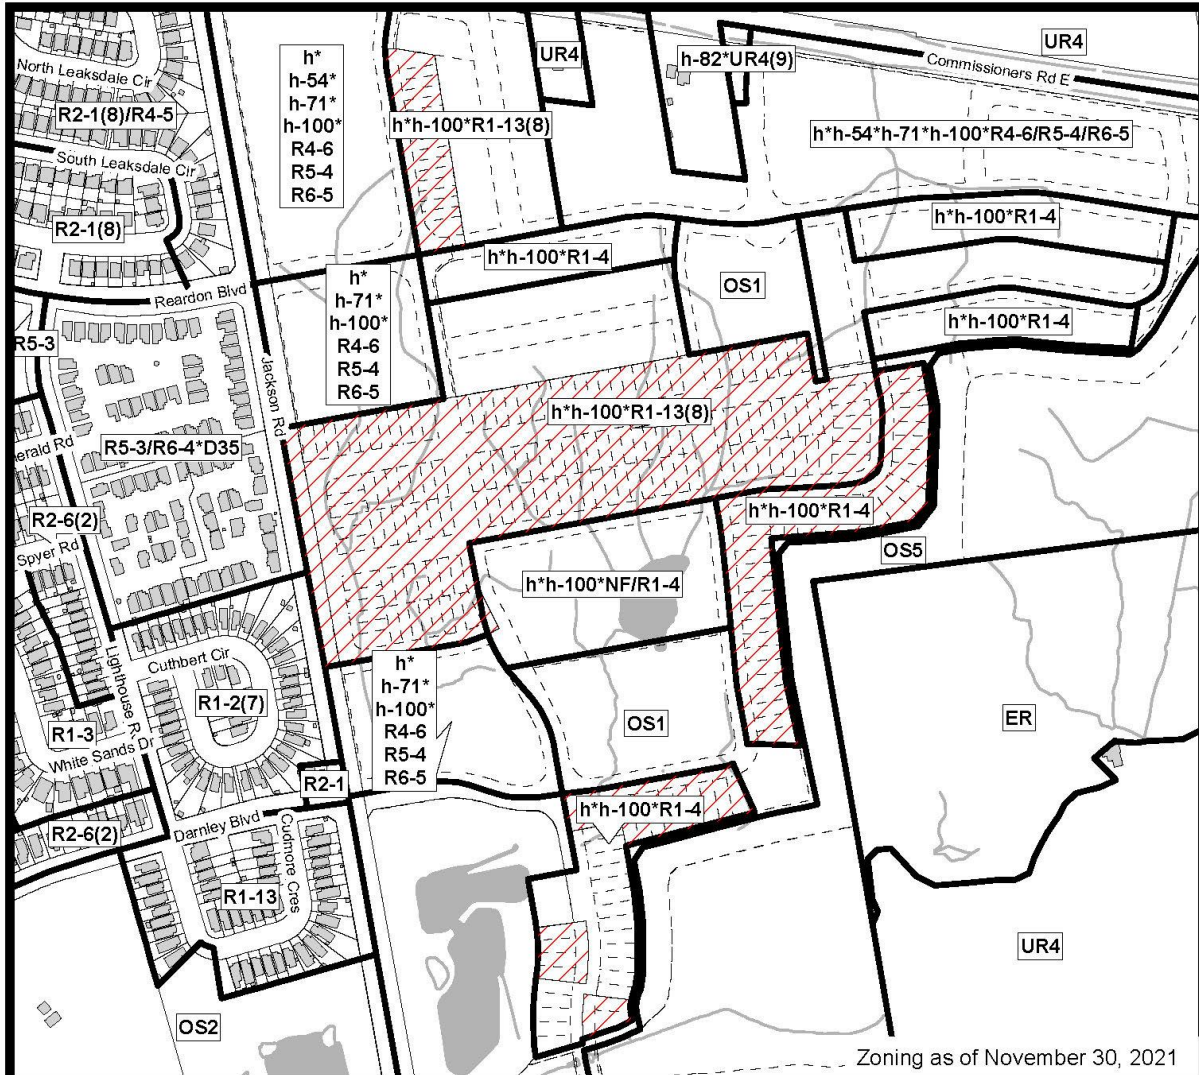 North Leaksdale Cir
R2-1(8)/R4-5
South Leaksdale Cir
R2-1(8)
h*
h-54*
h-71*
h-100*
R4-6
R5-4
R6-5
UR4
h-82*UR4(9)
UR4
Commissioners Rd E
h*h-100*R1-13(8)
h*h-54*h-71*h-100*R4-6/R5-4/R6-5
h*h-100*R1-4
h*h-100*R1-4
Reardon Blvd
h*
h-71*
h-100*
R4-6
R5-4
R6-5
OS1
h*h-100*R1-4
R5-3
Jackson Rd
h*h-100*R1-13(8)
R5-3/R6-4*D35
erald Rd
R2-6(2)
Spyer Rd
h*h-100*R1-4
OS5
h*h-100*NF/R1-4
Cuthbert Cir
Lighthouse R
R1-2(7)
R1-3
White Sands Dr
h*
h-71*
h-100*
R4-6
R5-4
R6-5
OS1
ER
R2-1
h*h-100*R1-4
R2-6(2)
Darnley Blvd
Cudmore Cres
R1-13
UR4
OS2
Zoning as of November 30, 2021